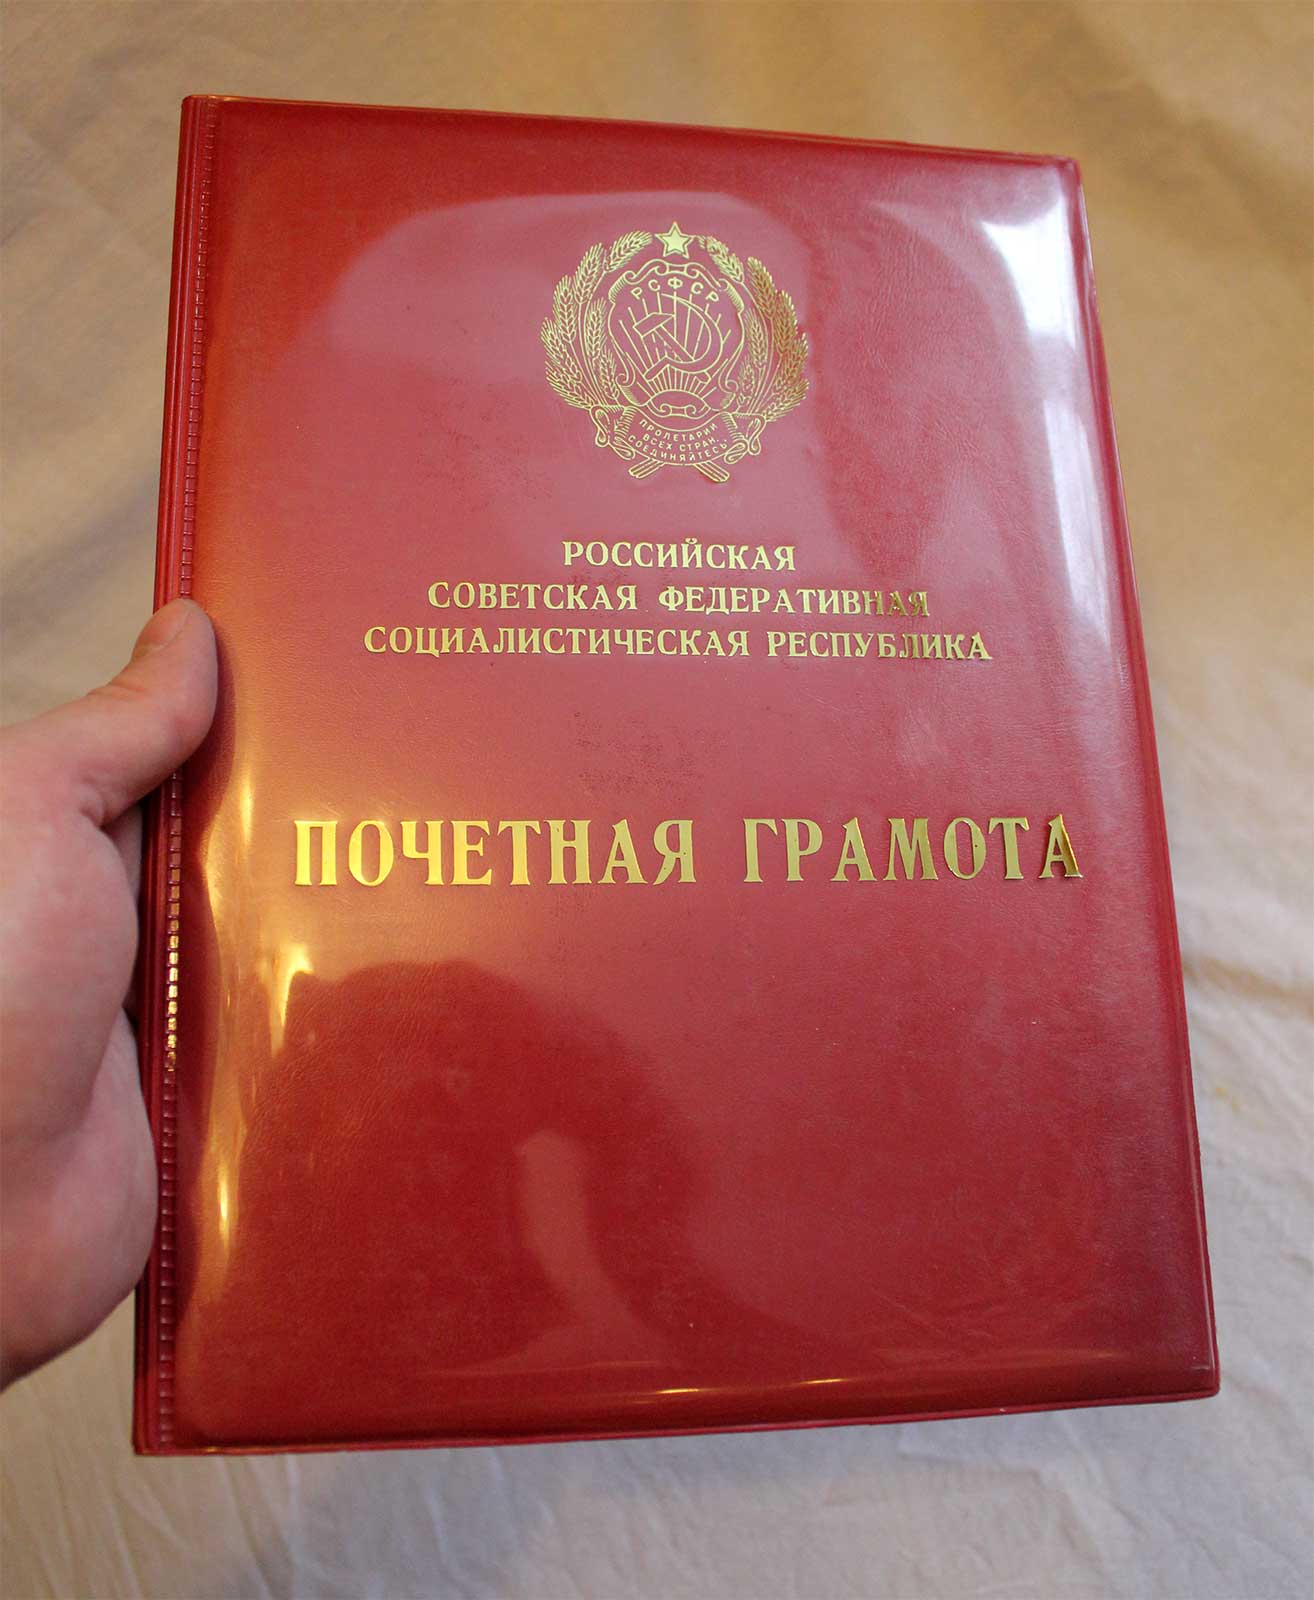 РСФСР
ПРОЛЕТАРИИ
ВСЕХ СТРАН,
СОЕДИНЯЙТЕСЬ!
РОССИЙСКАЯ
СОВЕТСКАЯ ФЕДЕРАТИВНАЯ
СОЦИАЛИСТИЧЕСКАЯ РЕСПУБЛИКА
ПОЧЕТНАЯ ГРАМОТА